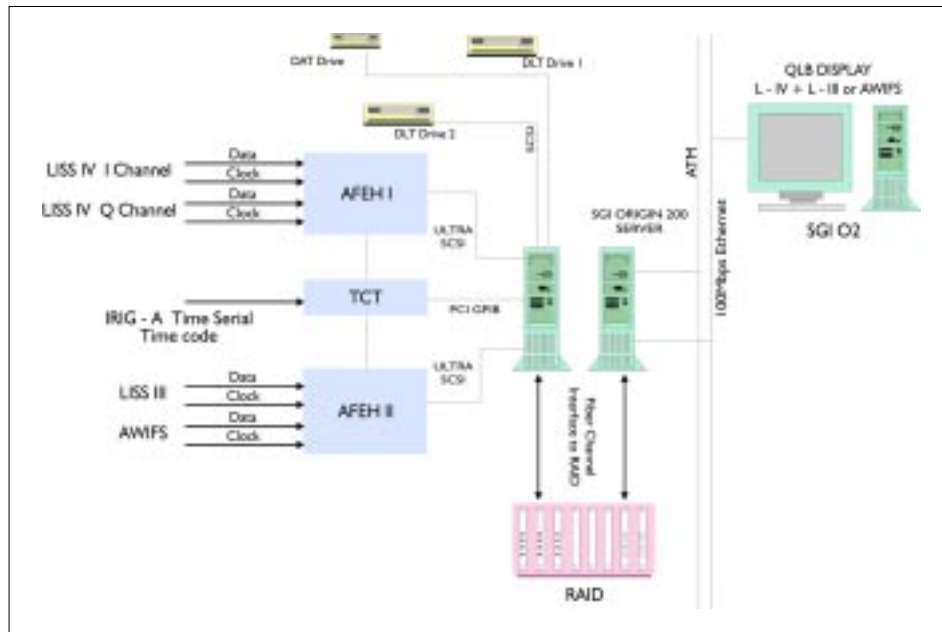 DAT Drive
DLT Drive 1
DLT Drive 2
SCSI
QLB DISPLAY
L - IV + L - III or AWIFS
SGI O2
ATM
100Mbps Ethernet
LISS IV I Channel
Data
Clock
LISS IV Q Channel
Data
Clock
AFEH I
ULTRA
SCSI
SGI ORIGIN 200
SERVER
IRIG - A Time Serial
Time code
TCT
PCI GPIB
LISS III
Data
Clock
AWIFS
Data
Clock
AFEH II
ULTRA
SCSI
Fiber Channel
Interface to RAID
RAID